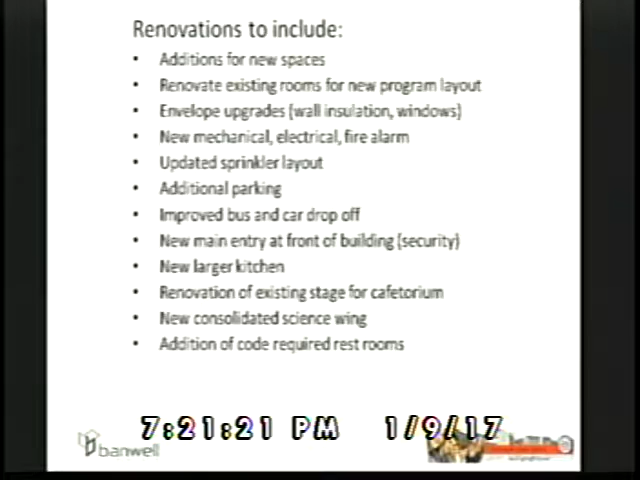 Renovations to include:
• Additions for new spaces
• Renovate existing rooms for new program layout
• Envelope upgrades (wall insulation, windows)
• New mechanical, electrical, fire alarm
• Updated sprinkler layout
• Additional parking
• Improved bus and car drop off
• New main entry at front of building (security)
• New larger kitchen
• Renovation of existing stage for cafetorium
• New consolidated science wing
• Addition of code required rest rooms
7:21:21 PM 1/9/17
banwell